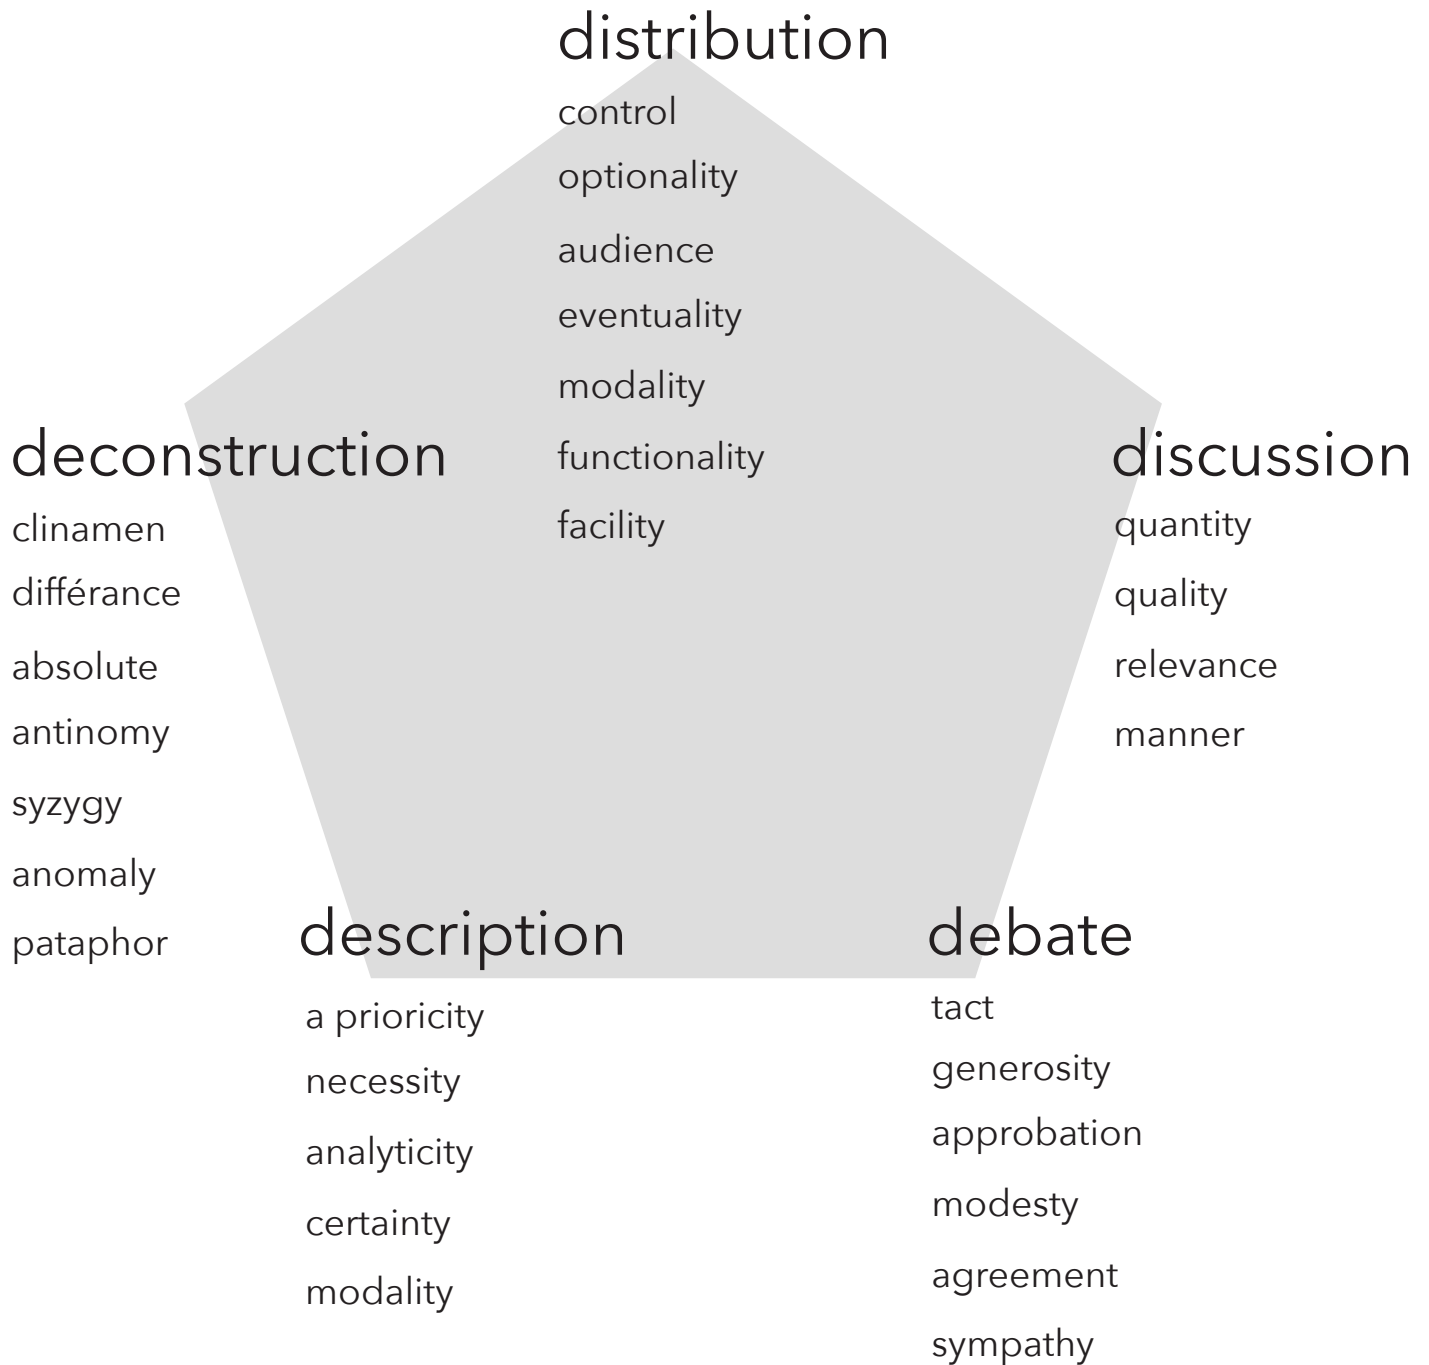 distribution
control
optionality
audience
eventuality
modality
functionality
facility
deconstruction
clinamen
différance
absolute
antinomy
syzygy
anomaly
pataphor
discussion
quantity
quality
relevance
manner
description
a prioricity
necessity
analyticity
certainty
modality
debate
tact
generosity
approbation
modesty
agreement
sympathy